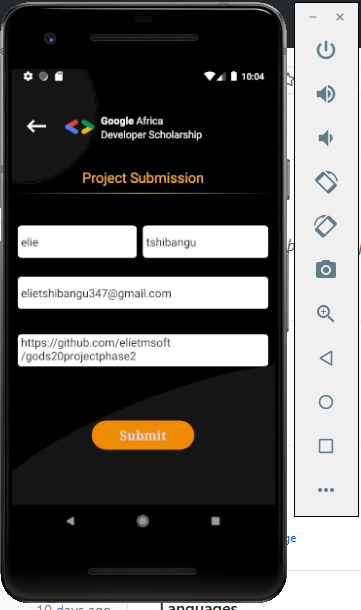 10:04
Google Africa
Developer Scholarship
Project Submission
elie
tshibangu
elietshibangu347@gmail.com
https://github.com/elietmsoft
/gods20projectphase2
Submit
ge
10 days ago
Languages